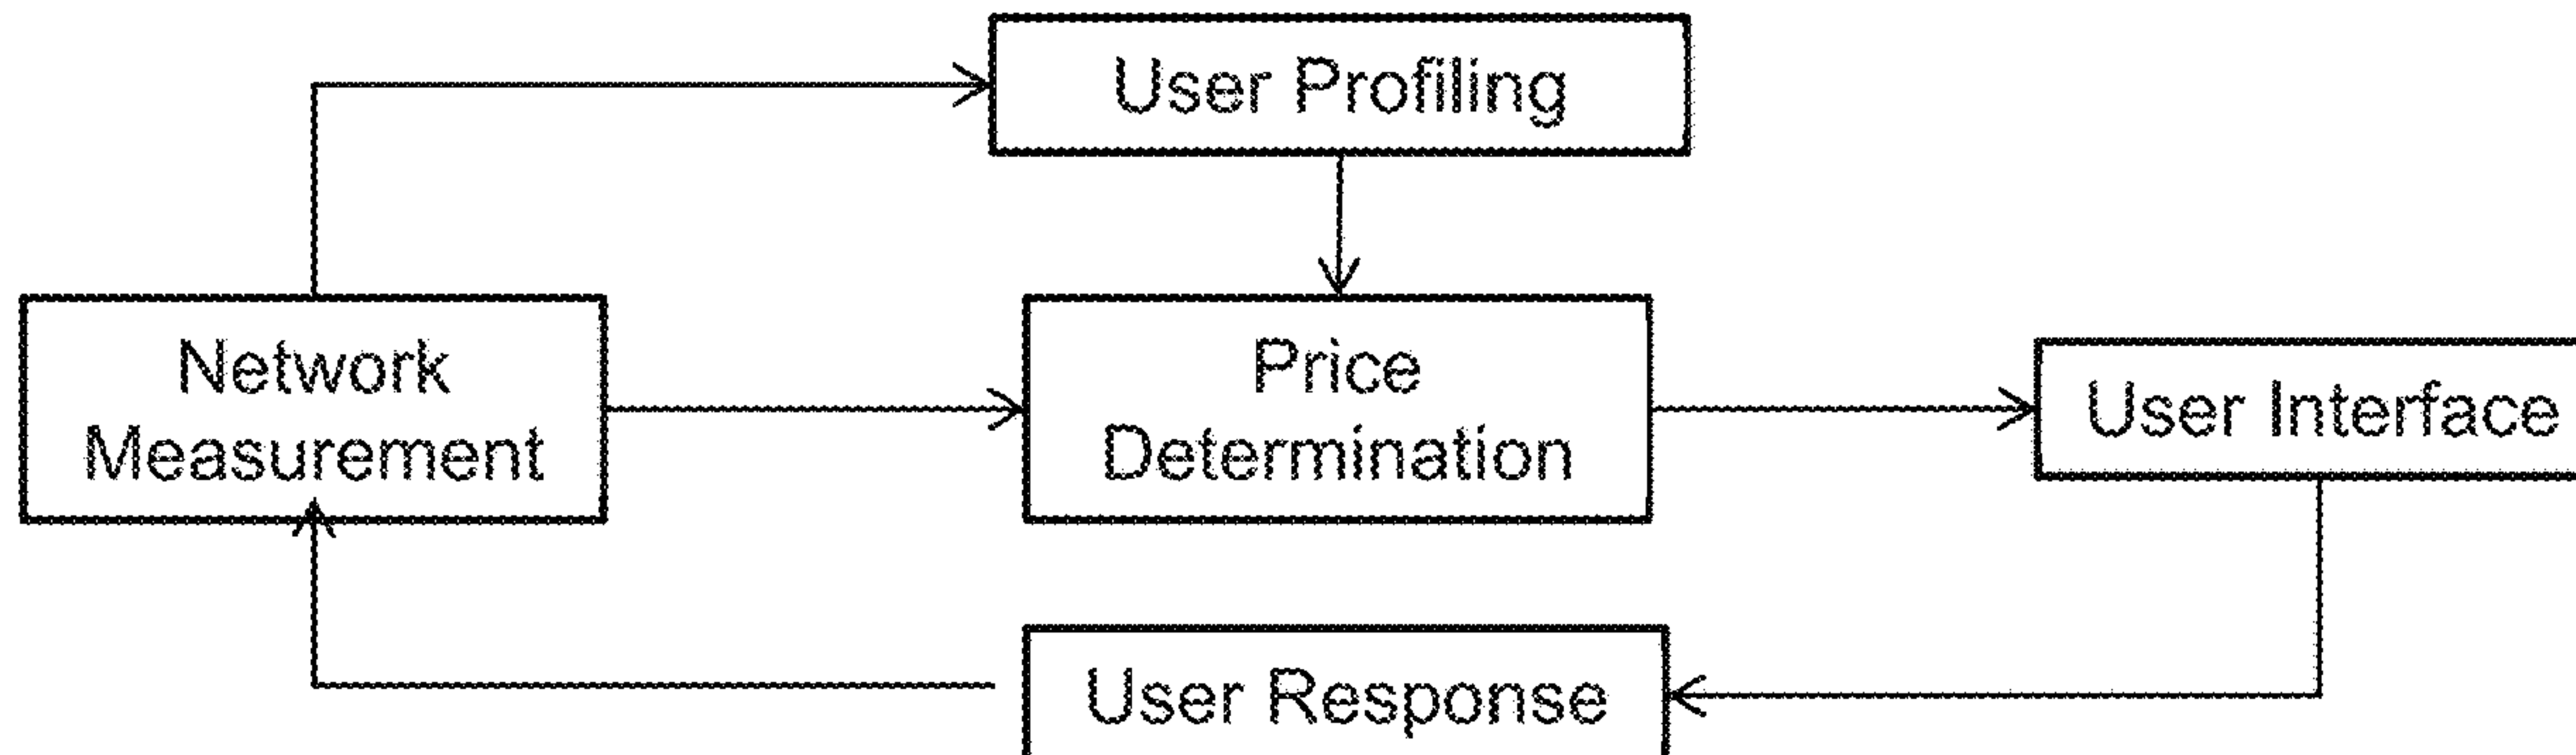 User Profiling
Network
Measurement
Price
Determination
User Interface
User Response